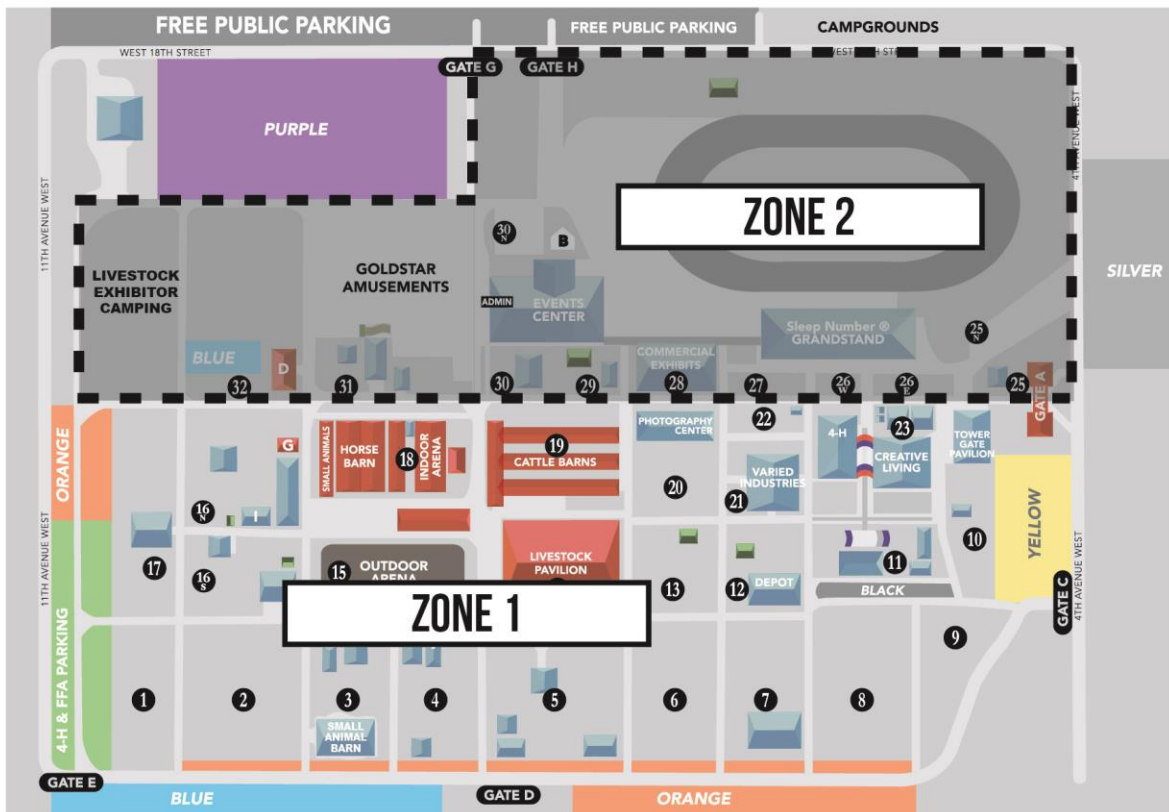 FREE PUBLIC PARKING
FREE PUBLIC PARKING
CAMPGROUNDS
WEST 18TH STREET
GATE G
GATE H
PURPLE
11TH AVENUE WEST
4TH AVENUE WEST
ZONE 2
SILVER
30 N
B
LIVESTOCK
EXHIBITOR
CAMPING
GOLDSTAR
AMUSEMENTS
ADMIN
EVENTS
CENTER
Sleep Number ®
GRANDSTAND
25 N
BLUE
D
32
31
30
29
COMMERCIAL
EXHIBITS
28
27
26 W
26 E
25
GATE A
ORANGE
G
SMALL ANIMALS
HORSE
BARN
18
INDOOR
ARENA
19
CATTLE BARNS
PHOTOGRAPHY
CENTER
22
4-H
23
CREATIVE
LIVING
TOWER
GATE
PAVILION
VARIED
INDUSTRIES
20
21
16 N
I
17
16 S
15
OUTDOOR
ARENA
LIVESTOCK
PAVILION
13
12
DEPOT
11
10
YELLOW
BLACK
11TH AVENUE WEST
4-H & FFA PARKING
ZONE 1
GATE C
4TH AVENUE WEST
9
1
2
3
4
5
6
7
8
SMALL
ANIMAL
BARN
GATE E
BLUE
GATE D
ORANGE